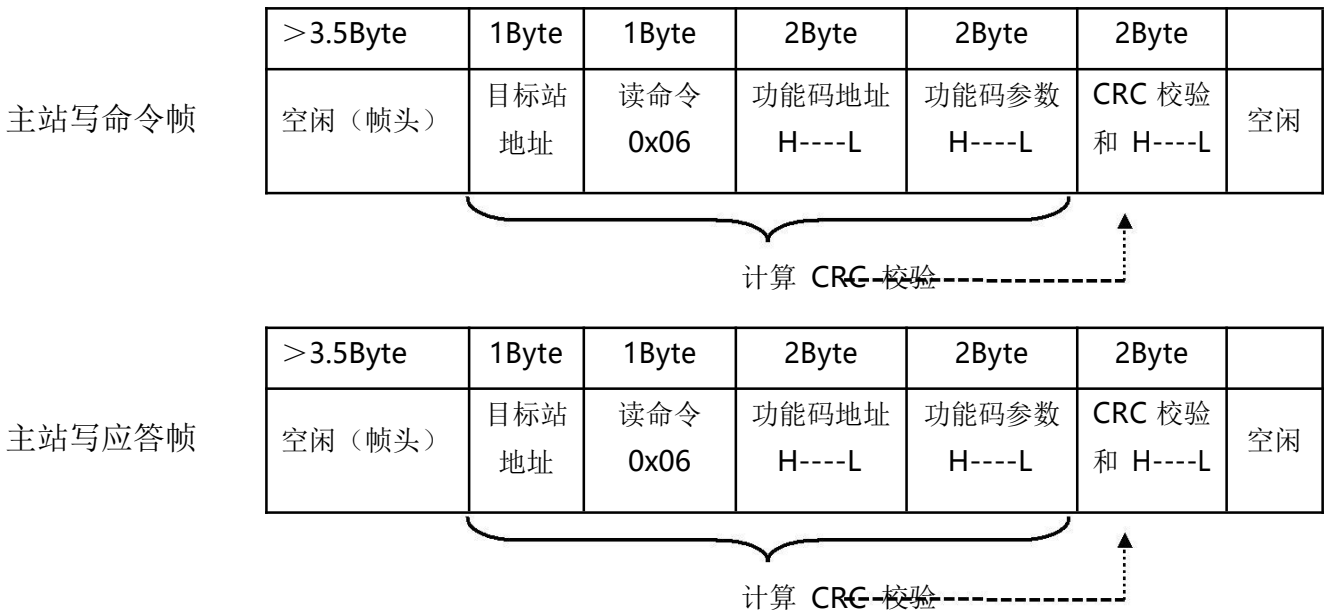 ＞3.5Byte 1Byte 1Byte 2Byte 2Byte 2Byte
主站写命令帧 空闲（帧头） 目标站地址 读命令 0x06 功能码地址 H----L 功能码参数 H----L CRC 校验和 H----L 空闲
计算 CRC 校验
＞3.5Byte 1Byte 1Byte 2Byte 2Byte 2Byte
主站写应答帧 空闲（帧头） 目标站地址 读命令 0x06 功能码地址 H----L 功能码参数 H----L CRC 校验和 H----L 空闲
计算 CRC 校验